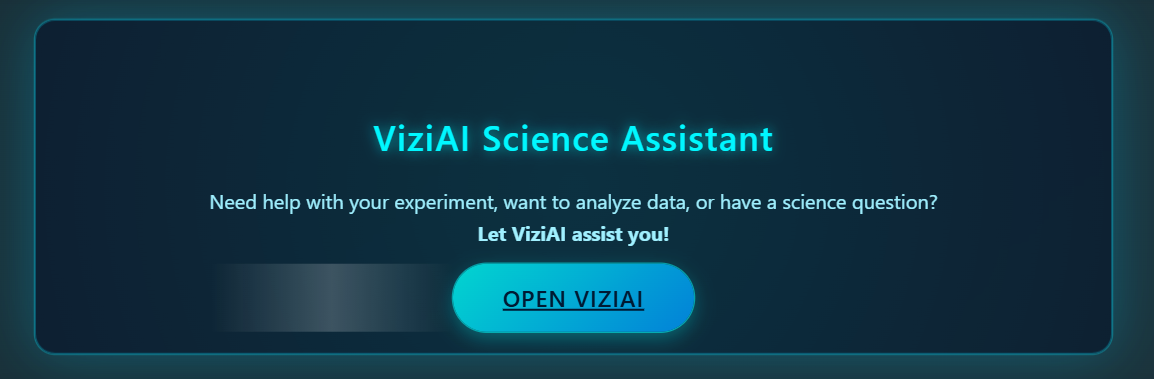 ViziAI Science Assistant
Need help with your experiment, want to analyze data, or have a science question?
Let ViziAI assist you!
OPEN VIZIAI